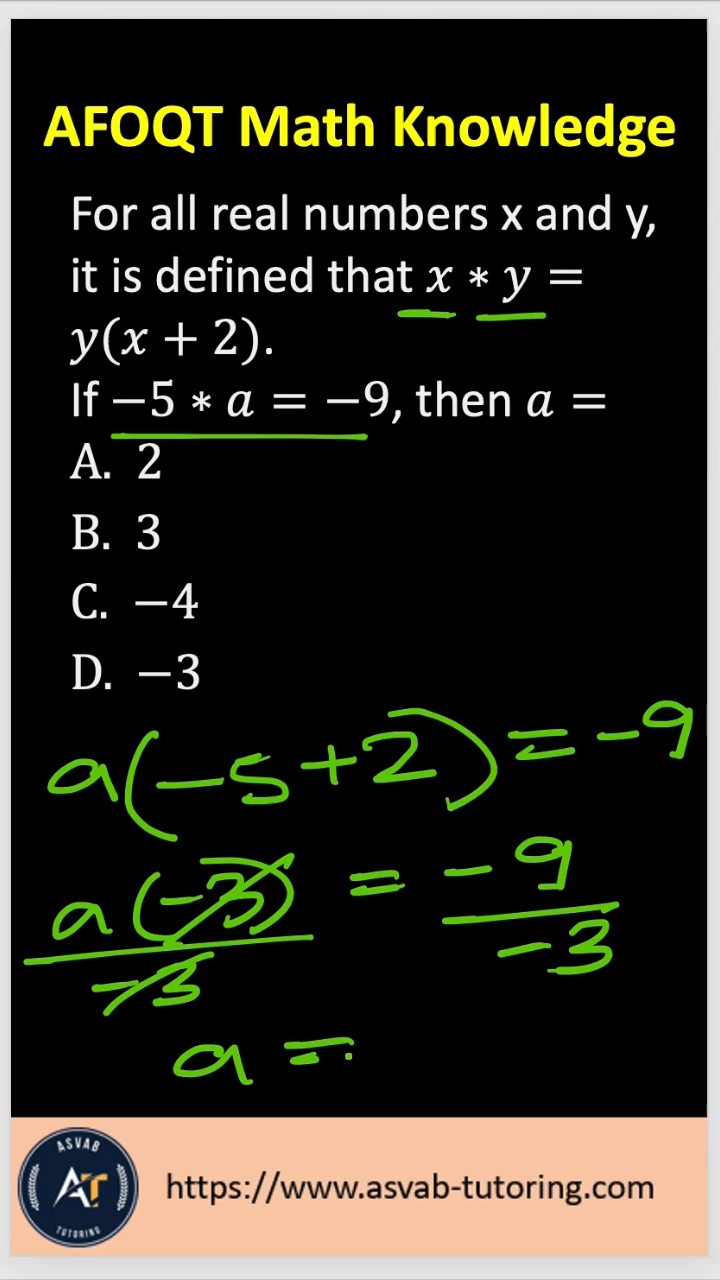 AFOQT Math Knowledge
For all real numbers x and y,
it is defined that x ∗ y =
y(x + 2).
If −5 ∗ a = −9, then a =
A. 2
B. 3
C. −4
D. −3
a(−5+2) = −9
a(−3) = −9
−3 −3
a =
ASVAB
AT
TUTORING
https://www.asvab-tutoring.com